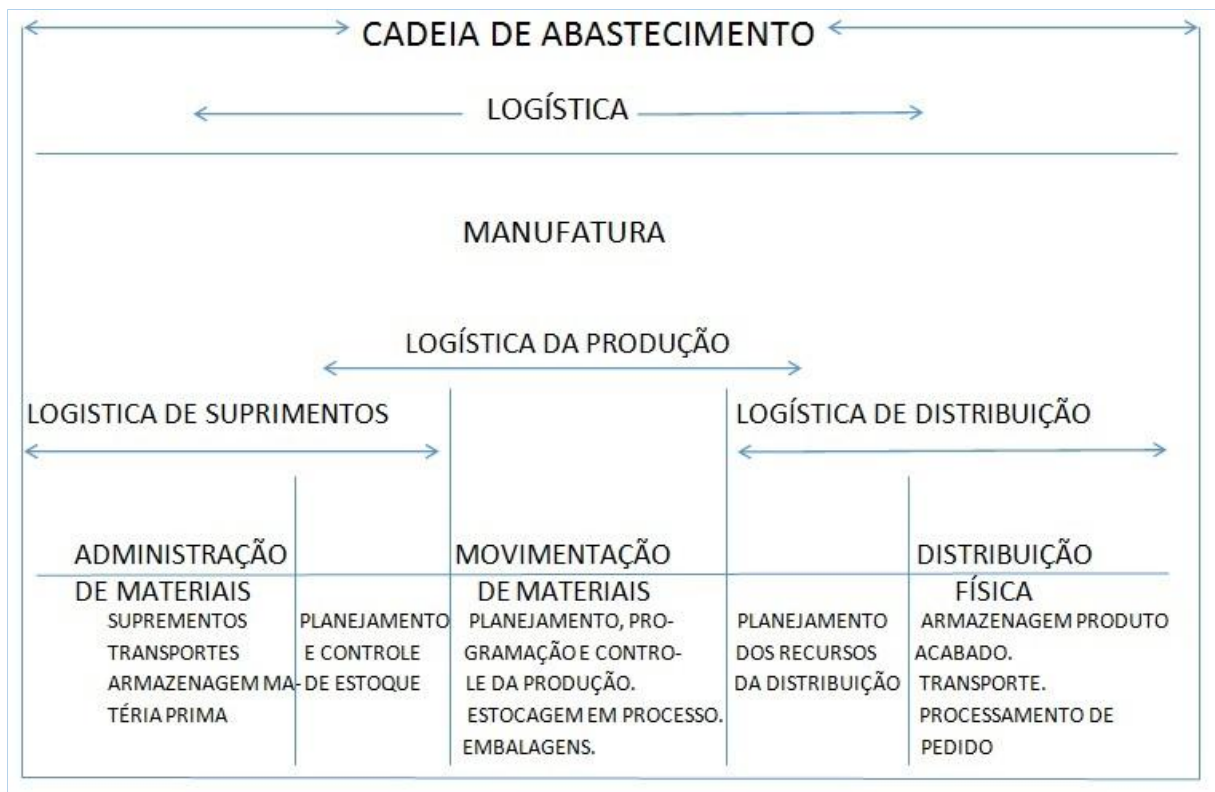 CADEIA DE ABASTECIMENTO
LOGÍSTICA
MANUFATURA
LOGÍSTICA DA PRODUÇÃO
LOGISTICA DE SUPRIMENTOS
LOGÍSTICA DE DISTRIBUIÇÃO
ADMINISTRAÇÃO
DE MATERIAIS
SUPREMENTOS
TRANSPORTES
ARMAZENAGEM MA-
TÉRIA PRIMA
PLANEJAMENTO
E CONTROLE
DE ESTOQUE
MOVIMENTAÇÃO
DE MATERIAIS
PLANEJAMENTO, PRO-
GRAMAÇÃO E CONTRO-
LE DA PRODUÇÃO.
ESTOCAGEM EM PROCESSO.
EMBALAGENS.
PLANEJAMENTO
DOS RECURSOS
DA DISTRIBUIÇÃO
DISTRIBUIÇÃO
FÍSICA
ARMAZENAGEM PRODUTO
ACABADO.
TRANSPORTE.
PROCESSAMENTO DE
PEDIDO